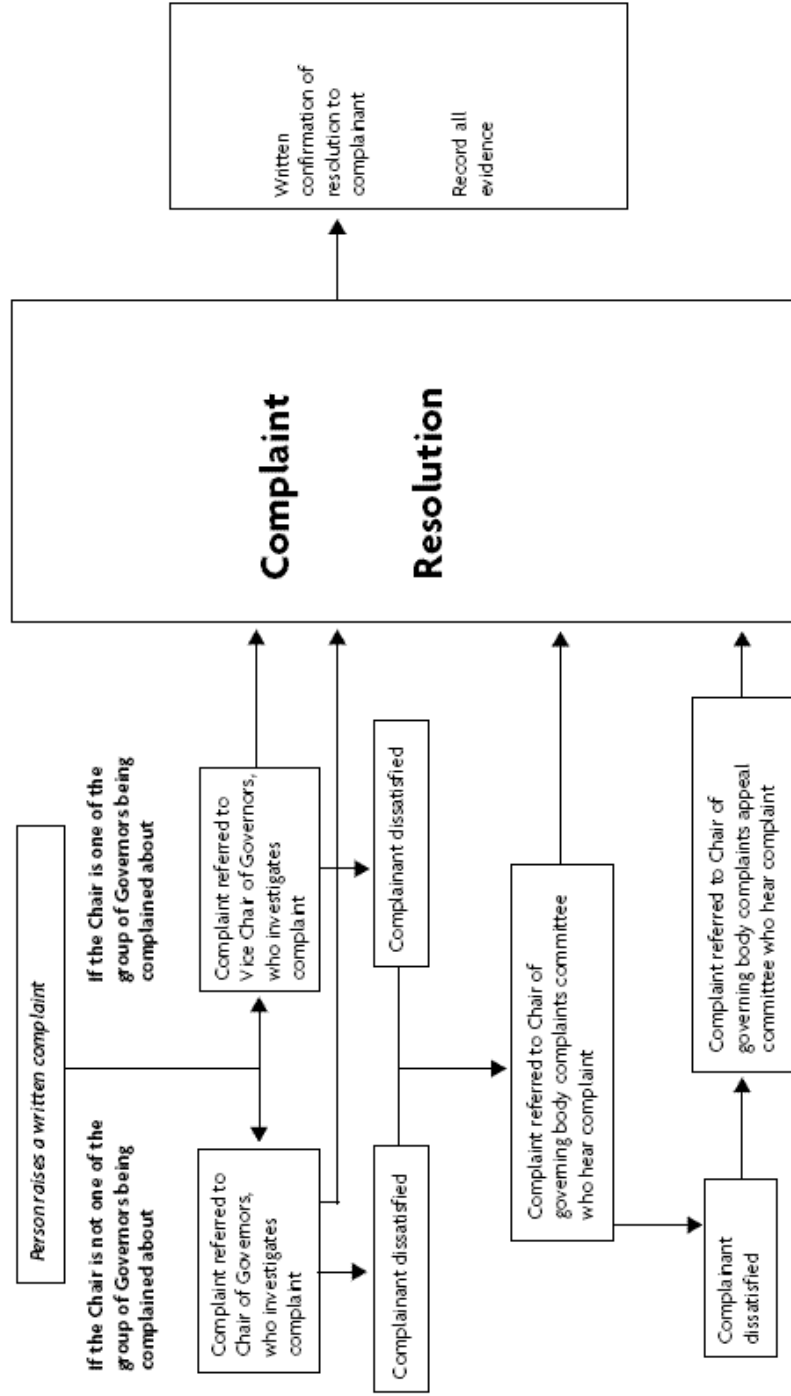 Person raises a written complaint
If the Chair is not one of the
group of Governors being
complained about
If the Chair is one of the
group of Governors being
complained about
Complaint referred to
Chair of Governors,
who investigates
complaint
Complaint referred to
Vice Chair of Governors,
who investigates
complaint
Complainant dissatisfied
Complainant dissatisfied
Complaint referred to Chair of
governing body complaints committee
who hear complaint
Complainant
dissatisfied
Complaint referred to Chair of
governing body complaints appeal
committee who hear complaint
Complaint
Resolution
Written
confirmation of
resolution to
complainant
Record all
evidence